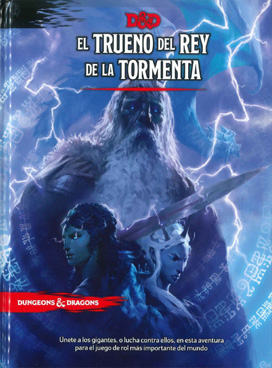 D&D
EL TRUENO DEL REY
DE LA TORMENTA
DUNGEONS & DRAGONS
Únete a los gigantes, o lucha contra ellos, en esta aventura
para el juego de rol más importante del mundo